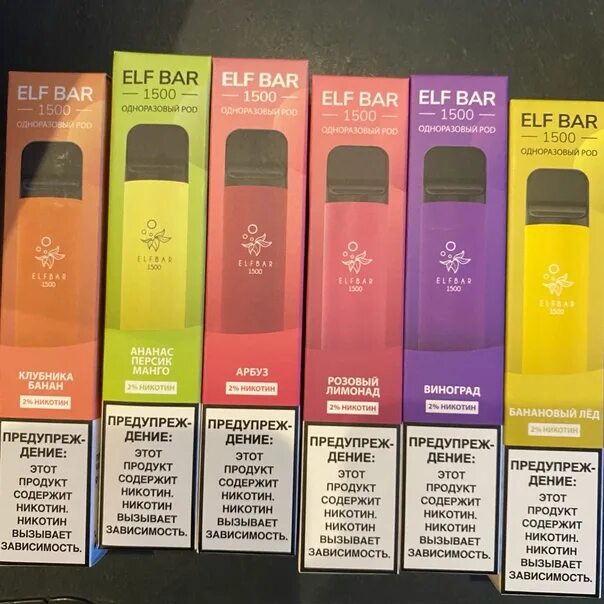 ELF BAR
1500
ОДНОРАЗОВЫЙ POD
ELFBAR
1500
КЛУБНИКА
БАНАН
2% НИКОТИН
ПРЕДУПРЕЖ-
ДЕНИЕ:
ЭТОТ
ПРОДУКТ
СОДЕРЖИТ
НИКОТИН.
НИКОТИН
ВЫЗЫВАЕТ
ЗАВИСИМОСТЬ.
ELF BAR
1500
ОДНОРАЗОВЫЙ POD
ELFBAR
1500
АНАНАС
ПЕРСИК
МАНГО
2% НИКОТИН
ПРЕДУПРЕЖ-
ДЕНИЕ:
ЭТОТ
ПРОДУКТ
СОДЕРЖИТ
НИКОТИН.
НИКОТИН
ВЫЗЫВАЕТ
ЗАВИСИМОСТЬ.
ELF BAR
1500
ОДНОРАЗОВЫЙ POD
ELFBAR
1500
АРБУЗ
2% НИКОТИН
ПРЕДУПРЕЖ-
ДЕНИЕ:
ЭТОТ
ПРОДУКТ
СОДЕРЖИТ
НИКОТИН.
НИКОТИН
ВЫЗЫВАЕТ
ЗАВИСИМОСТЬ.
ELF BAR
1500
ОДНОРАЗОВЫЙ POD
ELFBAR
1500
РОЗОВЫЙ
ЛИМОНАД
2% НИКОТИН
ПРЕДУПРЕЖ-
ДЕНИЕ:
ЭТОТ
ПРОДУКТ
СОДЕРЖИТ
НИКОТИН.
НИКОТИН
ВЫЗЫВАЕТ
ЗАВИСИМОСТЬ.
ELF BAR
1500
ОДНОРАЗОВЫЙ POD
ELFBAR
1500
ВИНОГРАД
2% НИКОТИН
ПРЕДУПРЕЖ-
ДЕНИЕ:
ЭТОТ
ПРОДУКТ
СОДЕРЖИТ
НИКОТИН.
НИКОТИН
ВЫЗЫВАЕТ
ЗАВИСИМОСТЬ.
ELF BAR
1500
ОДНОРАЗОВЫЙ POD
ELFBAR
1500
БАНАНОВЫЙ ЛЁД
2% НИКОТИН
ПРЕДУПРЕЖ-
ДЕНИЕ:
ЭТОТ
ПРОДУКТ
СОДЕРЖИТ
НИКОТИН.
НИКОТИН
ВЫЗЫВАЕТ
ЗАВИСИМОСТЬ.